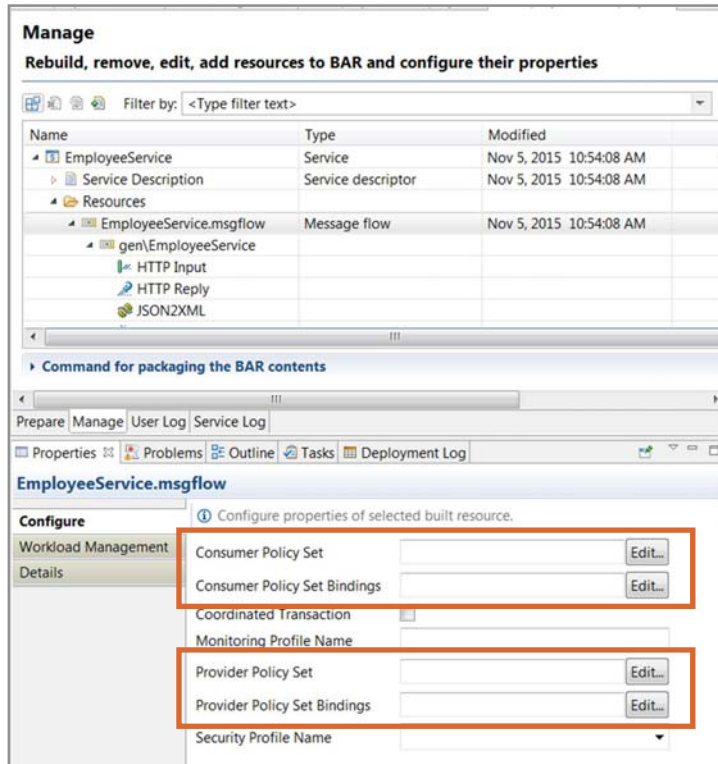 Manage
Rebuild, remove, edit, add resources to BAR and configure their properties
Filter by: <Type filter text>
Name Type Modified
EmployeeService Service Nov 5, 2015 10:54:08 AM
Service Description Service descriptor Nov 5, 2015 10:54:08 AM
Resources
EmployeeService.msgflow Message flow Nov 5, 2015 10:54:08 AM
gen\EmployeeService
HTTP Input
HTTP Reply
JSON2XML
Command for packaging the BAR contents
Prepare Manage User Log Service Log
Properties Problems Outline Tasks Deployment Log
EmployeeService.msgflow
Configure
Workload Management
Details
Configure properties of selected built resource.
Consumer Policy Set Edit...
Consumer Policy Set Bindings Edit...
Coordinated Transaction
Monitoring Profile Name
Provider Policy Set Edit...
Provider Policy Set Bindings Edit...
Security Profile Name